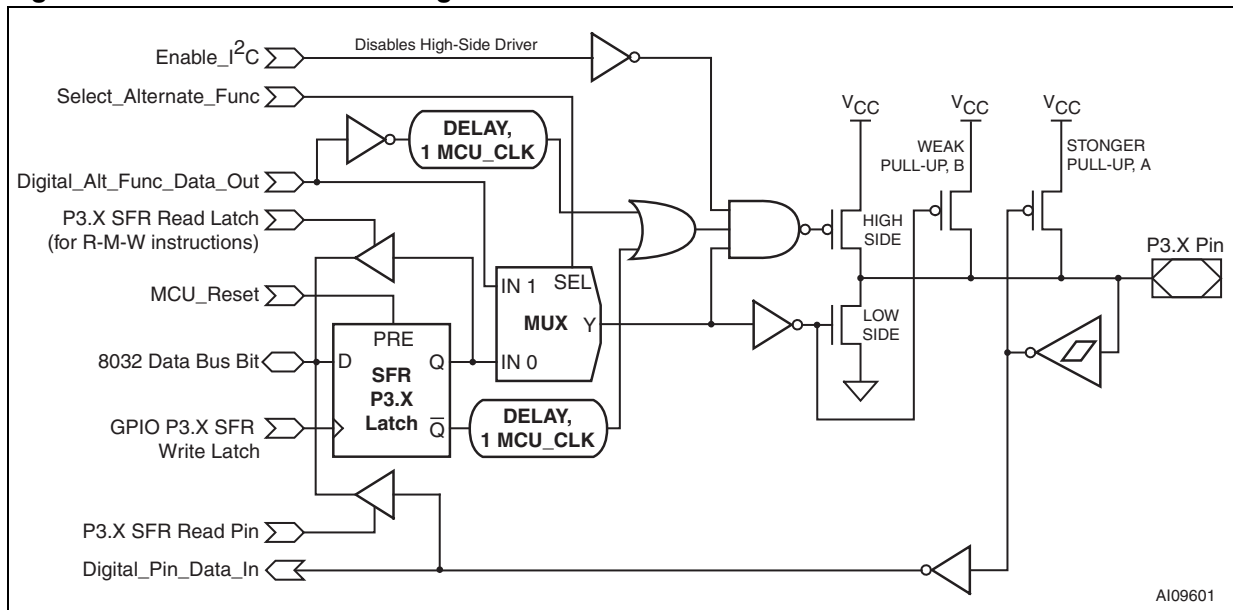 Enable_I2C
Disables High-Side Driver
Select_Alternate_Func
DELAY,
1 MCU_CLK
Digital_Alt_Func_Data_Out
P3.X SFR Read Latch
(for R-M-W instructions)
MCU_Reset
8032 Data Bus Bit
GPIO P3.X SFR
Write Latch
P3.X SFR Read Pin
Digital_Pin_Data_In
PRE
D
Q
SFR
P3.X
Latch
Q
DELAY,
1 MCU_CLK
IN 1
SEL
MUX
Y
IN 0
VCC
VCC
VCC
WEAK
PULL-UP, B
STONGER
PULL-UP, A
HIGH
SIDE
LOW
SIDE
P3.X Pin
AI09601